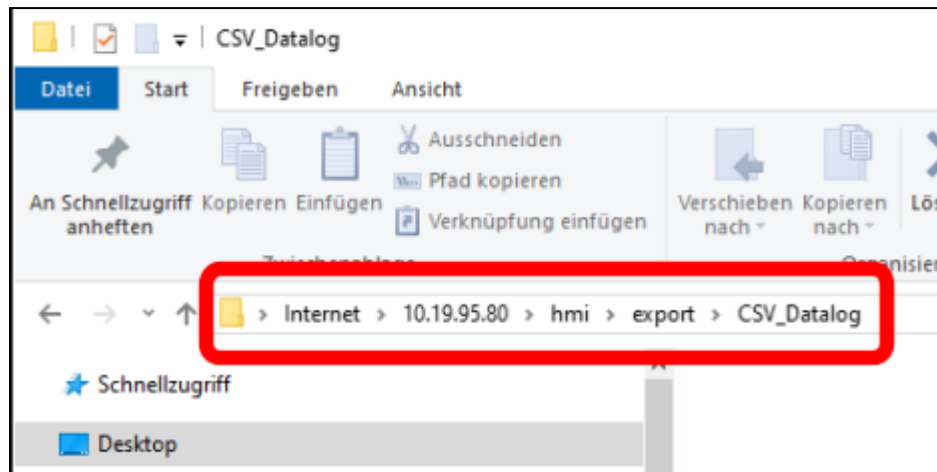 CSV_Datalog
Datei Start Freigeben Ansicht
An Schnellzugriff anheften
Kopieren
Einfügen
Ausschneiden
Pfad kopieren
Verknüpfung einfügen
Verschieben nach
Kopieren nach
Internet > 10.19.95.80 > hmi > export > CSV_Datalog
Schnellzugriff
Desktop